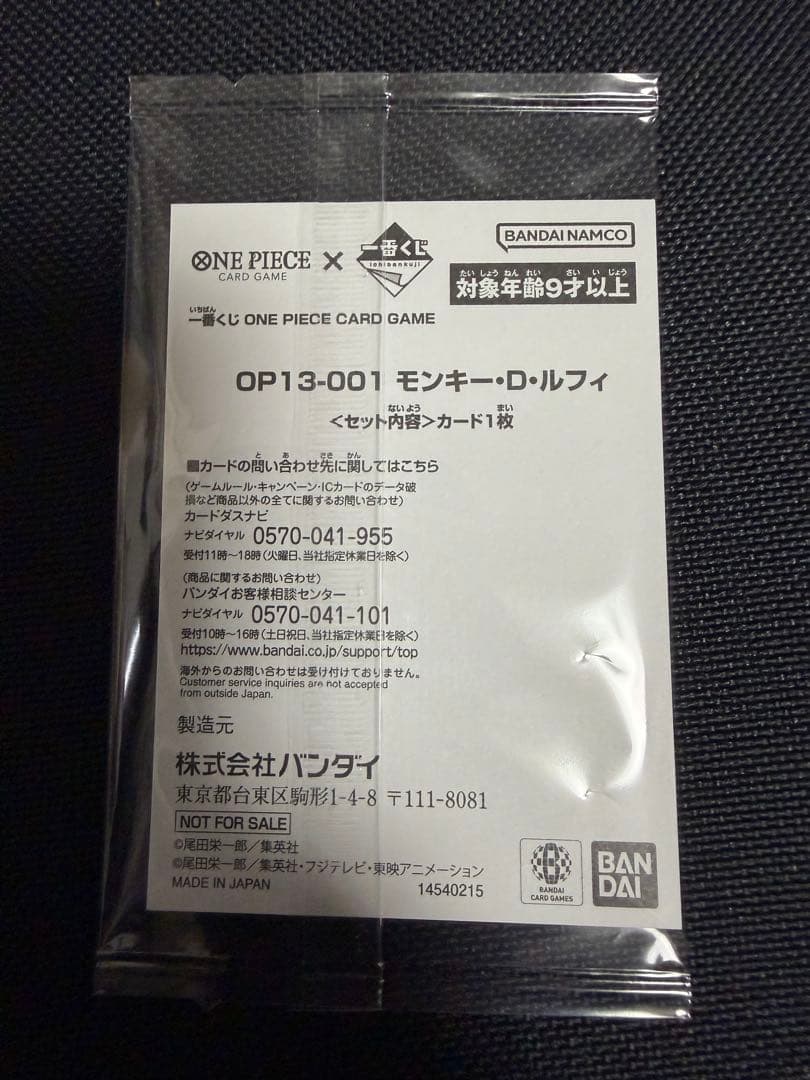 ONE PIECE
CARD GAME
×
一番くじ
ichibankuji
BANDAI NAMCO
たいしょうねんれい さいいじょう
対象年齢9才以上
いちばん
一番くじ ONE PIECE CARD GAME
OP13-001 モンキー・D・ルフィ
ないよう まい
<セット内容>カード1枚
と あ さき かん
■カードの問い合わせ先に関してはこちら
(ゲームルール・キャンペーン・ICカードのデータ破
損など商品以外の全てに関するお問い合わせ)
カードダスナビ
ナビダイヤル 0570-041-955
受付11時～18時(火曜日、当社指定休業日を除く)
(商品に関するお問い合わせ)
バンダイお客様相談センター
ナビダイヤル 0570-041-101
受付10時～16時(土日祝日、当社指定休業日を除く)
https://www.bandai.co.jp/support/top
海外からのお問い合わせは受け付けておりません。
Customer service inquiries are not accepted
from outside Japan.
製造元
株式会社バンダイ
東京都台東区駒形1-4-8 〒111-8081
NOT FOR SALE
©尾田栄一郎／集英社
©尾田栄一郎／集英社・フジテレビ・東映アニメーション
MADE IN JAPAN
14540215
BANDAI
CARD GAMES
BAN
DAI